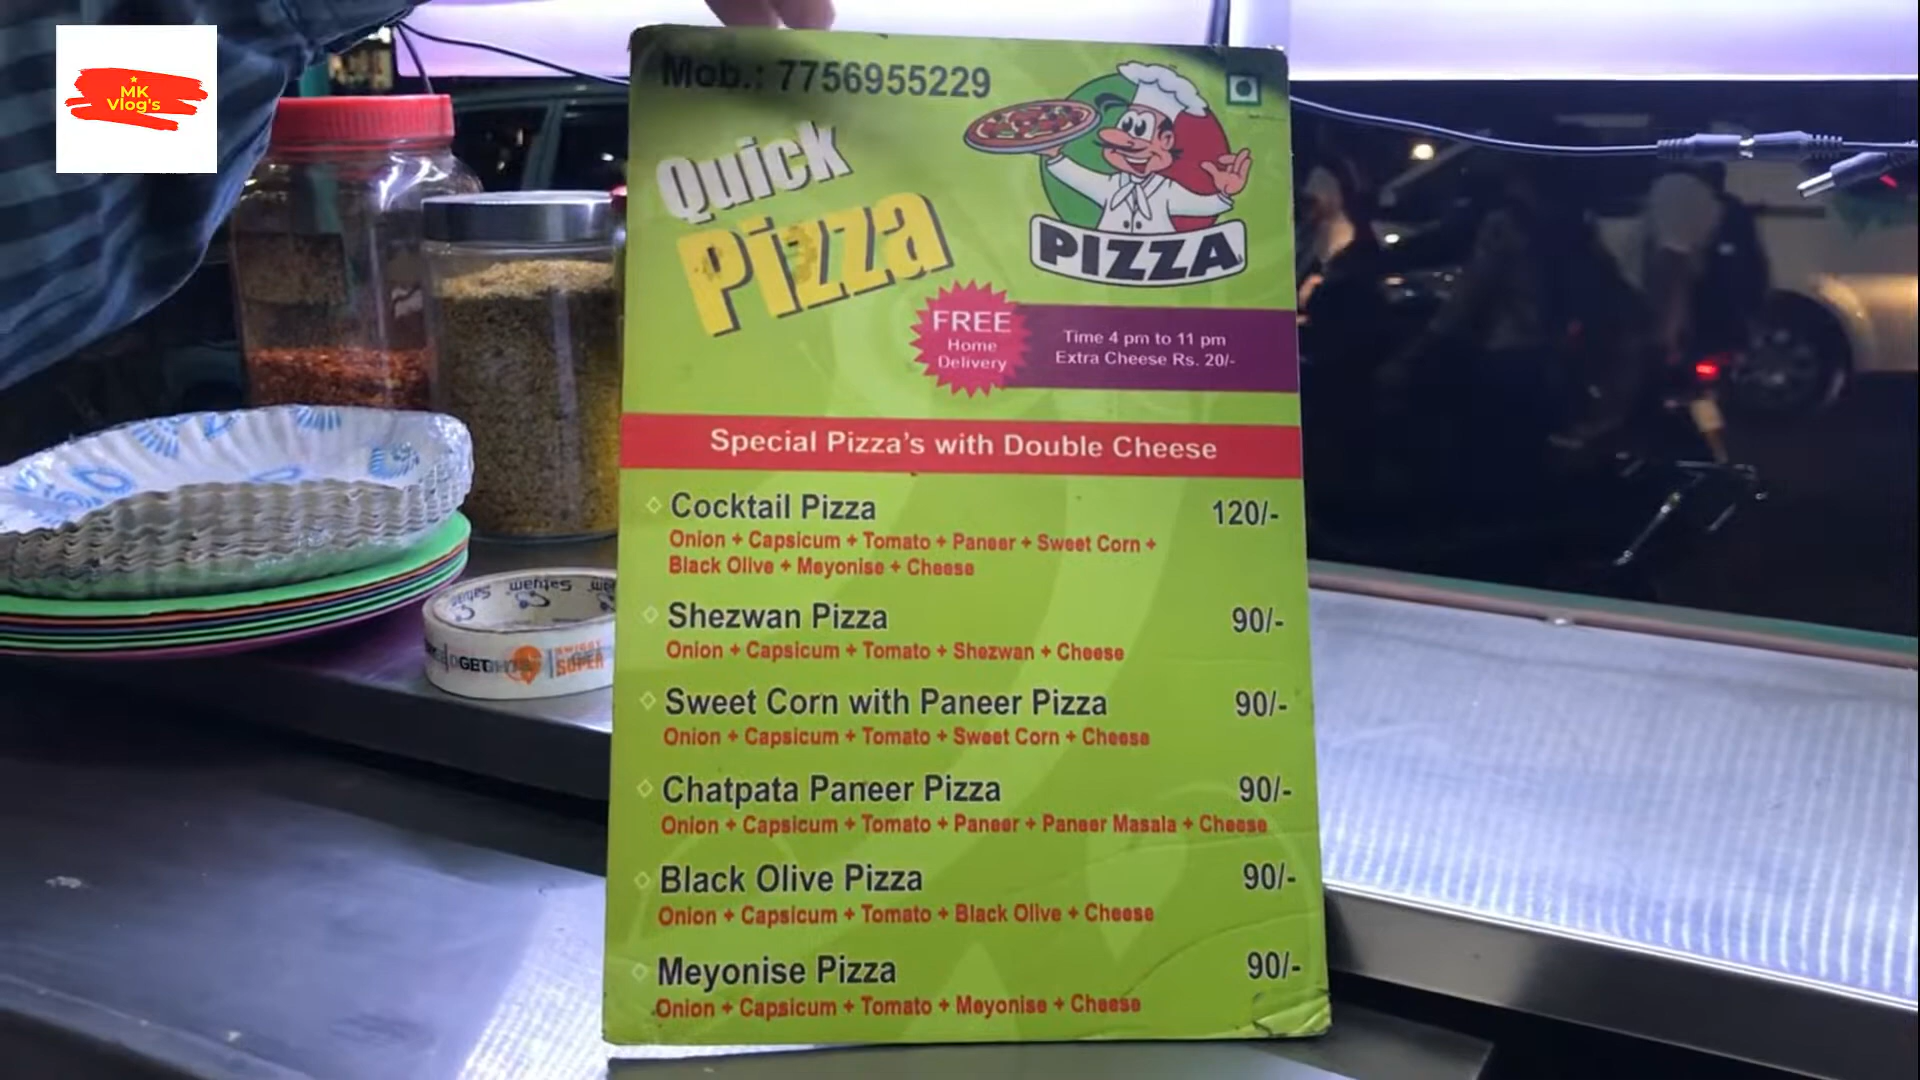 MK
Vlog's
Mob.: 7756955229
Quick
Pizza
PIZZA
FREE
Home
Delivery
Time 4 pm to 11 pm
Extra Cheese Rs. 20/-
Special Pizza's with Double Cheese
Cocktail Pizza 120/-
Onion + Capsicum + Tomato + Paneer + Sweet Corn +
Black Olive + Meyonise + Cheese
Shezwan Pizza 90/-
Onion + Capsicum + Tomato + Shezwan + Cheese
Sweet Corn with Paneer Pizza 90/-
Onion + Capsicum + Tomato + Sweet Corn + Cheese
Chatpata Paneer Pizza 90/-
Onion + Capsicum + Tomato + Paneer + Paneer Masala + Cheese
Black Olive Pizza 90/-
Onion + Capsicum + Tomato + Black Olive + Cheese
Meyonise Pizza 90/-
Onion + Capsicum + Tomato + Meyonise + Cheese
Satyam
GET
SWIGGY
SUPER